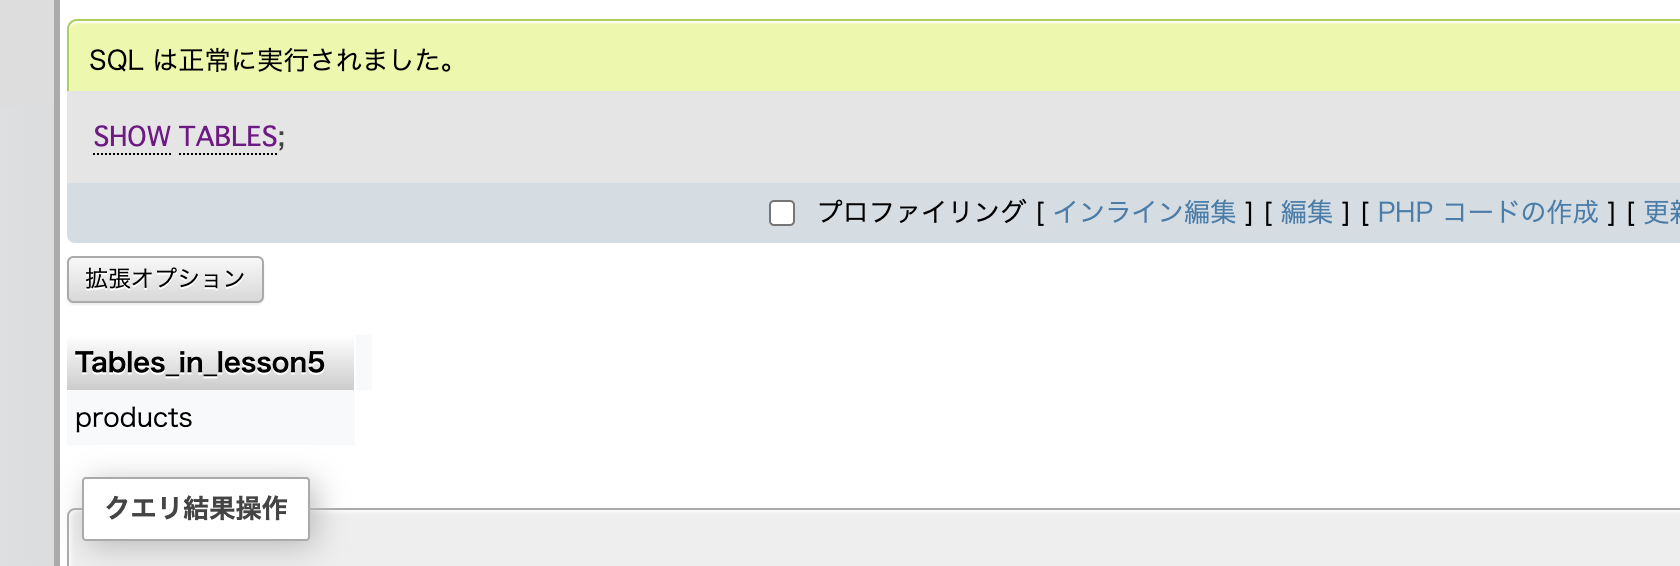 SQL は正常に実行されました。
SHOW TABLES;
プロファイリング [ インライン編集 ] [ 編集 ] [ PHP コードの作成 ] [ 更新
拡張オプション
Tables_in_lesson5
products
クエリ結果操作